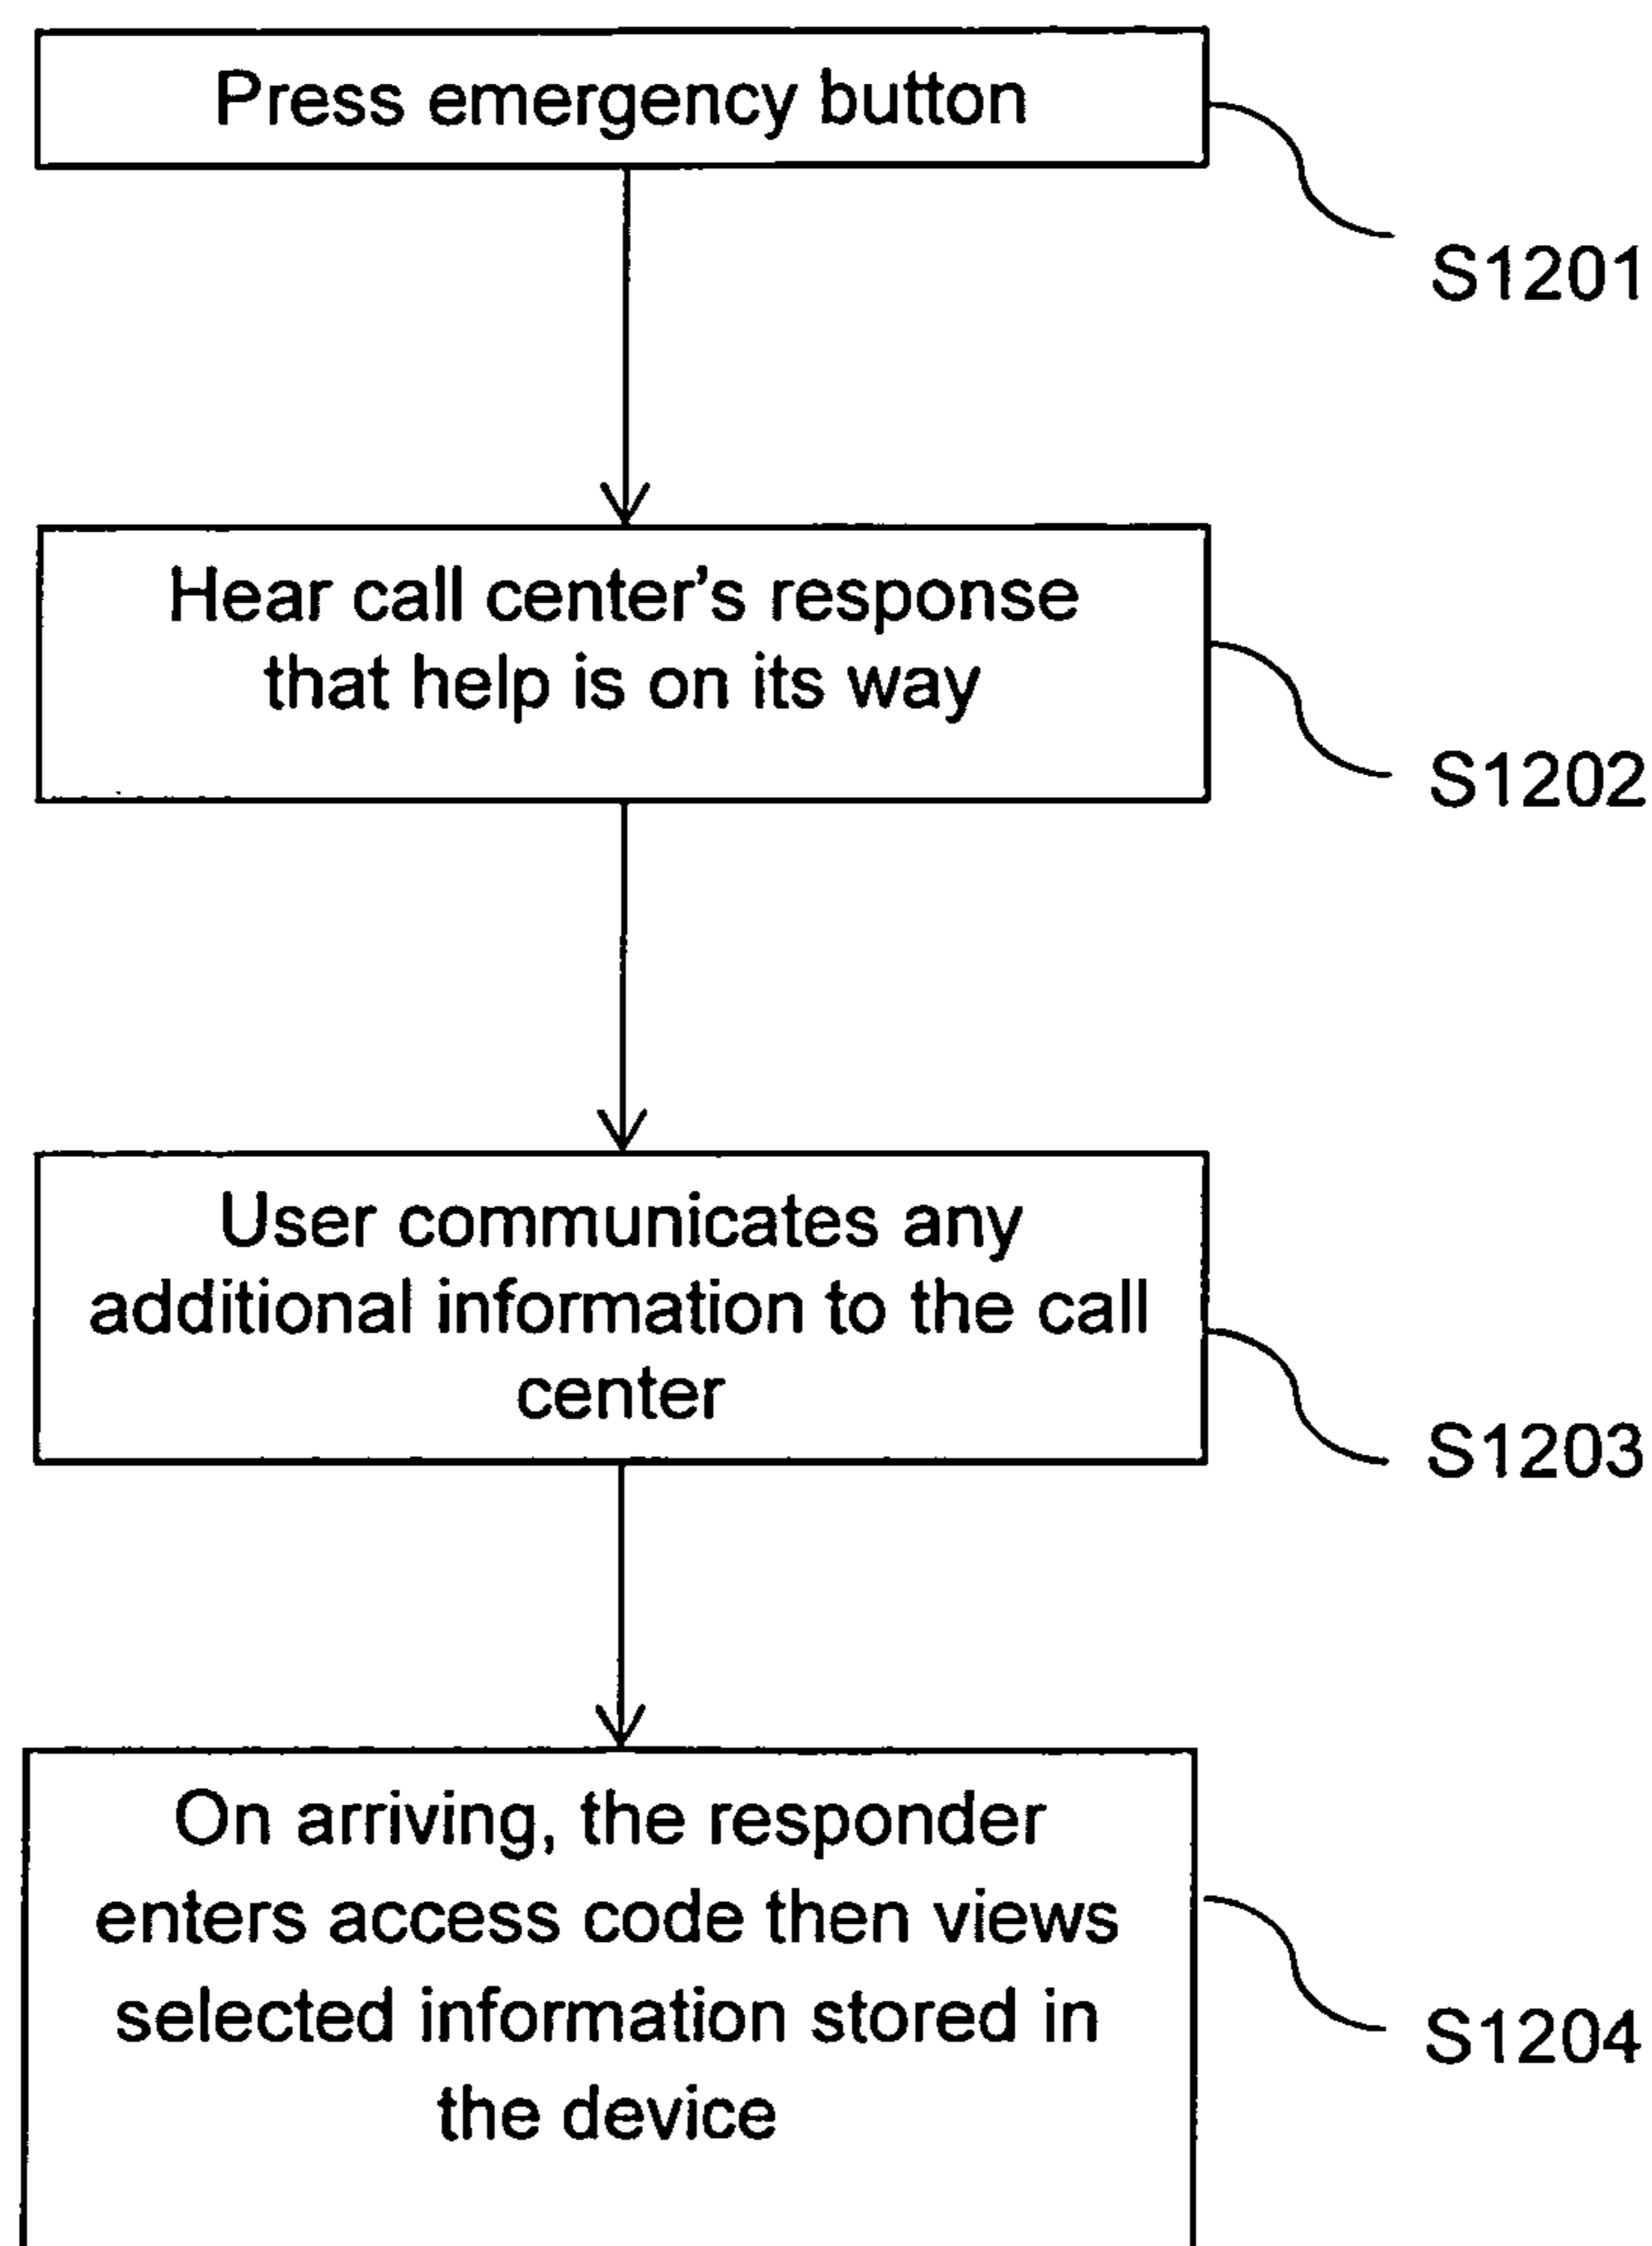 Press emergency button
S1201
Hear call center's response
that help is on its way
S1202
User communicates any
additional information to the call
center
S1203
On arriving, the responder
enters access code then views
selected information stored in
the device
S1204